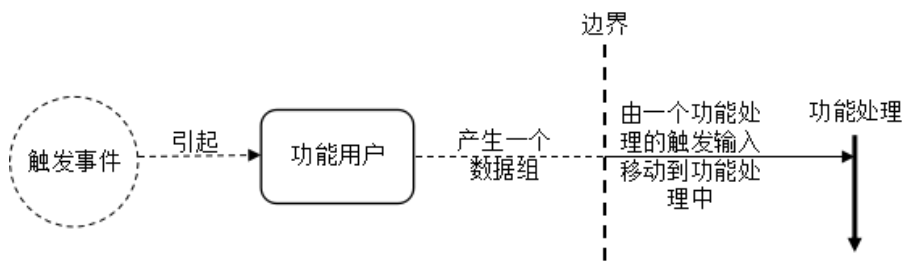 边界
触发事件
引起
功能用户
产生一个
数据组
由一个功能处
理的触发输入
移动到功能处
理中
功能处理